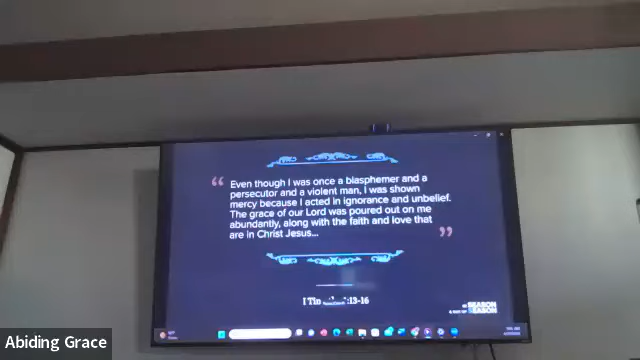 “ Even though I was once a blasphemer and a
persecutor and a violent man, I was shown
mercy because I acted in ignorance and unbelief.
The grace of our Lord was poured out on me
abundantly, along with the faith and love that
are in Christ Jesus... ”
I Tim :13-16
SEASON
Abiding Grace